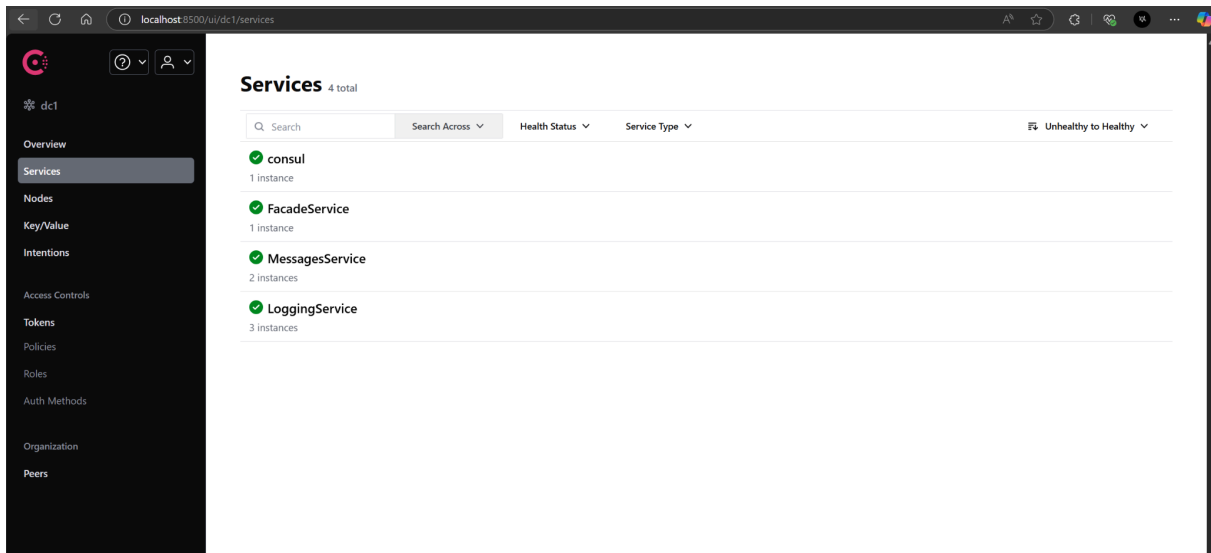 localhost:8500/ui/dc1/services
dc1
Overview
Services
Nodes
Key/Value
Intentions
Access Controls
Tokens
Policies
Roles
Auth Methods
Organization
Peers
Services 4 total
Search Search Across Health Status Service Type Unhealthy to Healthy
consul
1 instance
FacadeService
1 instance
MessagesService
2 instances
LoggingService
3 instances